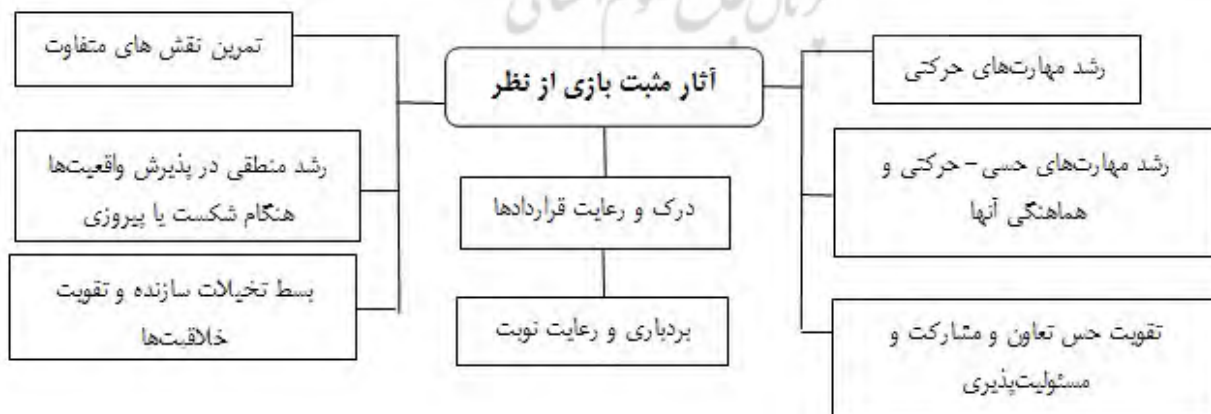 آثار مثبت بازی از نظر
رشد مهارت‌های حرکتی
رشد مهارت‌های حسی - حرکتی و
هماهنگی آنها
تقویت حس تعاون و مشارکت و
مسئولیت‌پذیری
درک و رعایت قراردادها
بردباری و رعایت نوبت
تمرین نقش های متفاوت
رشد منطقی در پذیرش واقعیت‌ها
هنگام شکست یا پیروزی
بسط تخیلات سازنده و تقویت
خلاقیت‌ها